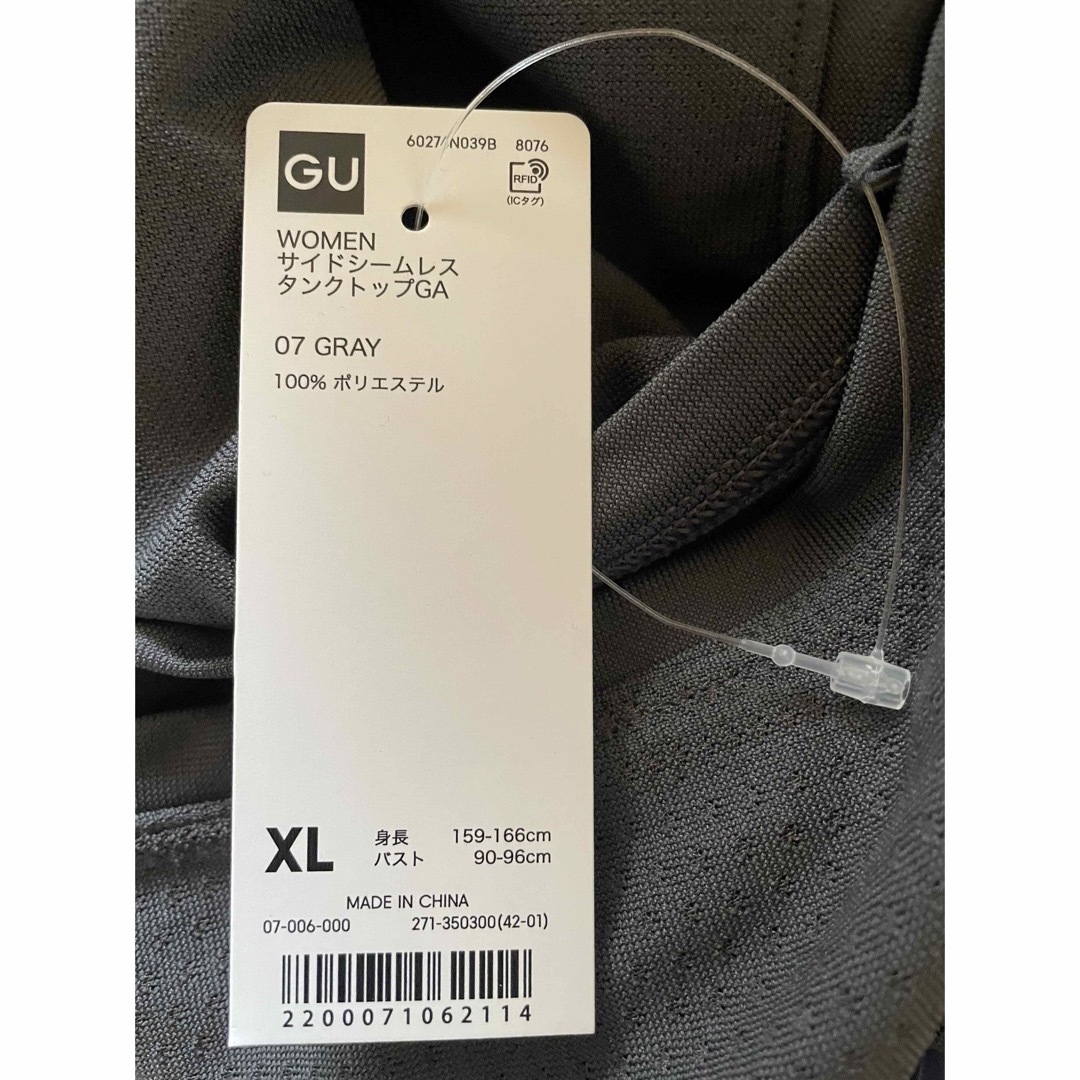 GU
8076
RFID
(ICタグ)
WOMEN
サイドシームレス
タンクトップGA
07 GRAY
100% ポリエステル
XL
身長 159-166cm
バスト 90-96cm
MADE IN CHINA
07-006-000 271-350300(42-01)
2200071062114